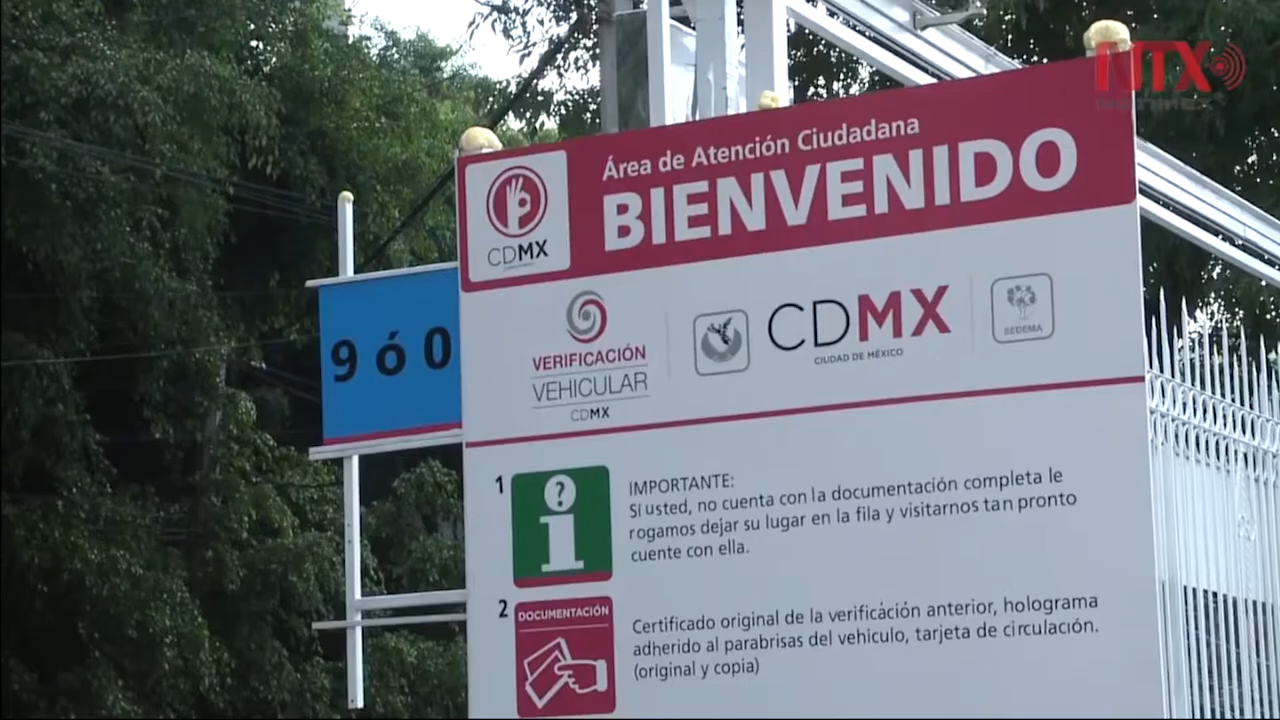 NTX
Área de Atención Ciudadana
BIENVENIDO
CDMX
9 ó 0
VERIFICACIÓN
VEHICULAR
CDMX
CDMX
CIUDAD DE MÉXICO
SEDEMA
1
IMPORTANTE:
Si usted, no cuenta con la documentación completa le
rogamos dejar su lugar en la fila y visitarnos tan pronto
cuente con ella.
2
DOCUMENTACIÓN
Certificado original de la verificación anterior, holograma
adherido al parabrisas del vehiculo, tarjeta de circulación.
(original y copia)